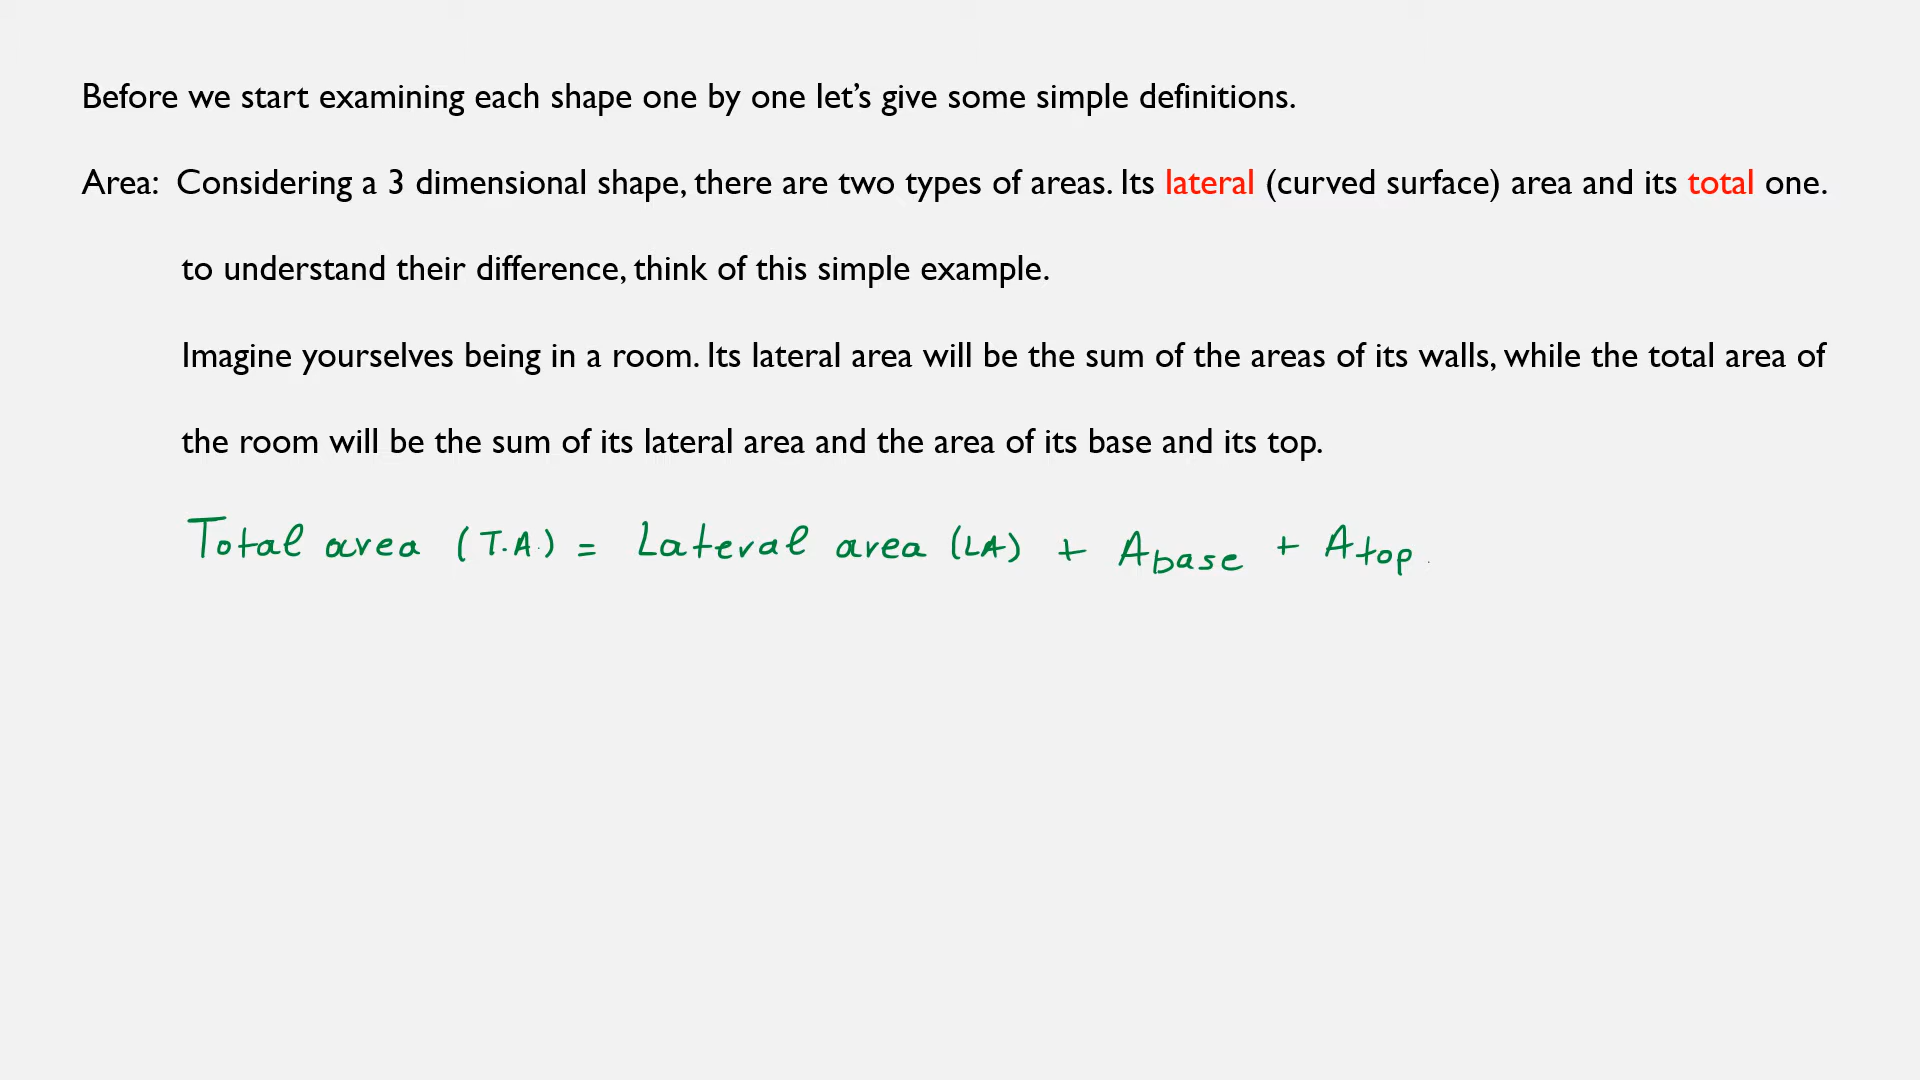 Before we start examining each shape one by one let’s give some simple definitions.
Area: Considering a 3 dimensional shape, there are two types of areas. Its lateral (curved surface) area and its total one.
to understand their difference, think of this simple example.
Imagine yourselves being in a room. Its lateral area will be the sum of the areas of its walls, while the total area of
the room will be the sum of its lateral area and the area of its base and its top.
Total area (T.A.) = Lateral area (LA) + Abase + Atop